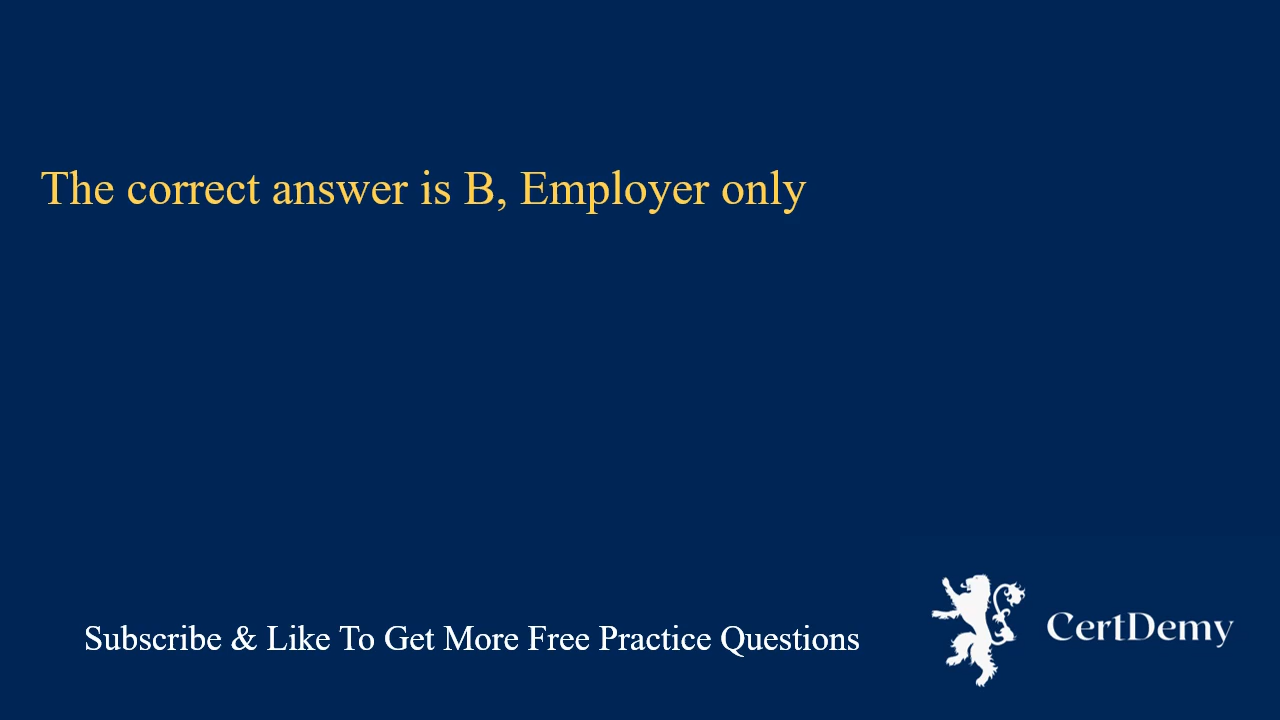 The correct answer is B, Employer only
Subscribe & Like To Get More Free Practice Questions
CertDemy